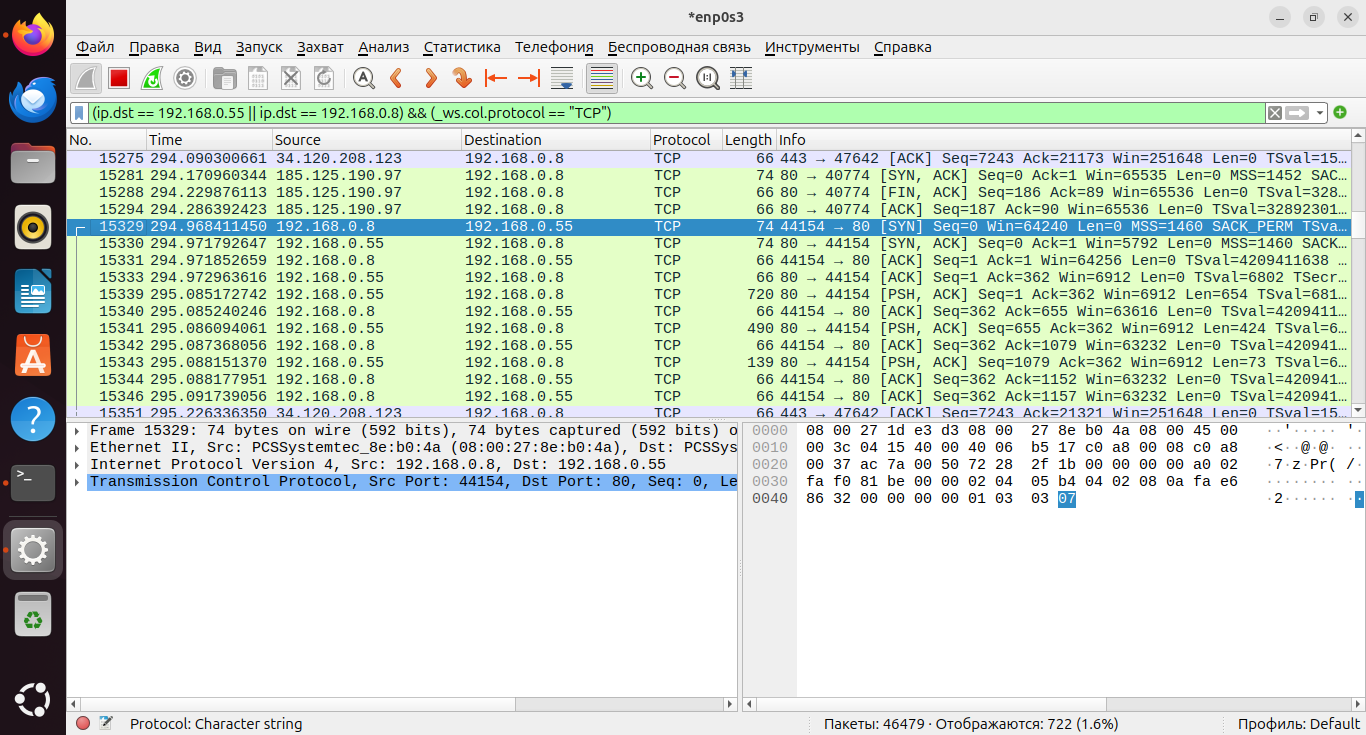 *enp0s3
Файл Правка Вид Запуск Захват Анализ Статистика Телефония Беспроводная связь Инструменты Справка
(ip.dst == 192.168.0.55 || ip.dst == 192.168.0.8) && (_ws.col.protocol == "TCP")
No. Time Source Destination Protocol Length Info
15275 294.090300661 34.120.208.123 192.168.0.8 TCP 66 443 → 47642 [ACK] Seq=7243 Ack=21173 Win=251648 Len=0 TSval=15…
15281 294.170960344 185.125.190.97 192.168.0.8 TCP 74 80 → 40774 [SYN, ACK] Seq=0 Ack=1 Win=65535 Len=0 MSS=1452 SAC…
15288 294.229876113 185.125.190.97 192.168.0.8 TCP 66 80 → 40774 [FIN, ACK] Seq=186 Ack=89 Win=65536 Len=0 TSval=328…
15294 294.286392423 185.125.190.97 192.168.0.8 TCP 66 80 → 40774 [ACK] Seq=187 Ack=90 Win=65536 Len=0 TSval=32892301…
15329 294.968411450 192.168.0.8 192.168.0.55 TCP 74 44154 → 80 [SYN] Seq=0 Win=64240 Len=0 MSS=1460 SACK_PERM TSva…
15330 294.971792647 192.168.0.55 192.168.0.8 TCP 74 80 → 44154 [SYN, ACK] Seq=0 Ack=1 Win=5792 Len=0 MSS=1460 SACK…
15331 294.971852659 192.168.0.8 192.168.0.55 TCP 66 44154 → 80 [ACK] Seq=1 Ack=1 Win=64256 Len=0 TSval=4209411638 …
15333 294.972963616 192.168.0.55 192.168.0.8 TCP 66 80 → 44154 [ACK] Seq=1 Ack=362 Win=6912 Len=0 TSval=6802 TSecr…
15339 295.085172742 192.168.0.55 192.168.0.8 TCP 720 80 → 44154 [PSH, ACK] Seq=1 Ack=362 Win=6912 Len=654 TSval=681…
15340 295.085240246 192.168.0.8 192.168.0.55 TCP 66 44154 → 80 [ACK] Seq=362 Ack=655 Win=63616 Len=0 TSval=4209411…
15341 295.086094061 192.168.0.55 192.168.0.8 TCP 490 80 → 44154 [PSH, ACK] Seq=655 Ack=362 Win=6912 Len=424 TSval=6…
15342 295.087368056 192.168.0.8 192.168.0.55 TCP 66 44154 → 80 [ACK] Seq=362 Ack=1079 Win=63232 Len=0 TSval=420941…
15343 295.088151370 192.168.0.55 192.168.0.8 TCP 139 80 → 44154 [PSH, ACK] Seq=1079 Ack=362 Win=6912 Len=73 TSval=6…
15344 295.088177951 192.168.0.8 192.168.0.55 TCP 66 44154 → 80 [ACK] Seq=362 Ack=1152 Win=63232 Len=0 TSval=420941…
15346 295.091739056 192.168.0.8 192.168.0.55 TCP 66 44154 → 80 [ACK] Seq=362 Ack=1157 Win=63232 Len=0 TSval=420941…
15351 295.226336350 34.120.208.123 192.168.0.8 TCP 66 443 → 47642 [ACK] Seq=7243 Ack=21321 Win=251648 Len=0 TSval=15…
Frame 15329: 74 bytes on wire (592 bits), 74 bytes captured (592 bits) o
Ethernet II, Src: PCSSystemtec_8e:b0:4a (08:00:27:8e:b0:4a), Dst: PCSSys
Internet Protocol Version 4, Src: 192.168.0.8, Dst: 192.168.0.55
Transmission Control Protocol, Src Port: 44154, Dst Port: 80, Seq: 0, Le
0000 08 00 27 1d e3 d3 08 00 27 8e b0 4a 08 00 45 00 ··'····· '··J··E·
0010 00 3c 04 15 40 00 40 06 b5 17 c0 a8 00 08 c0 a8 ·<··@·@· ········
0020 00 37 ac 7a 00 50 72 28 2f 1b 00 00 00 00 a0 02 ·7·z·Pr( /·······
0030 fa f0 81 be 00 00 02 04 05 b4 04 02 08 0a fa e6 ········ ········
0040 86 32 00 00 00 00 01 03 03 07 ·2······ ··
Protocol: Character string
Пакеты: 46479 · Отображаются: 722 (1.6%)
Профиль: Default